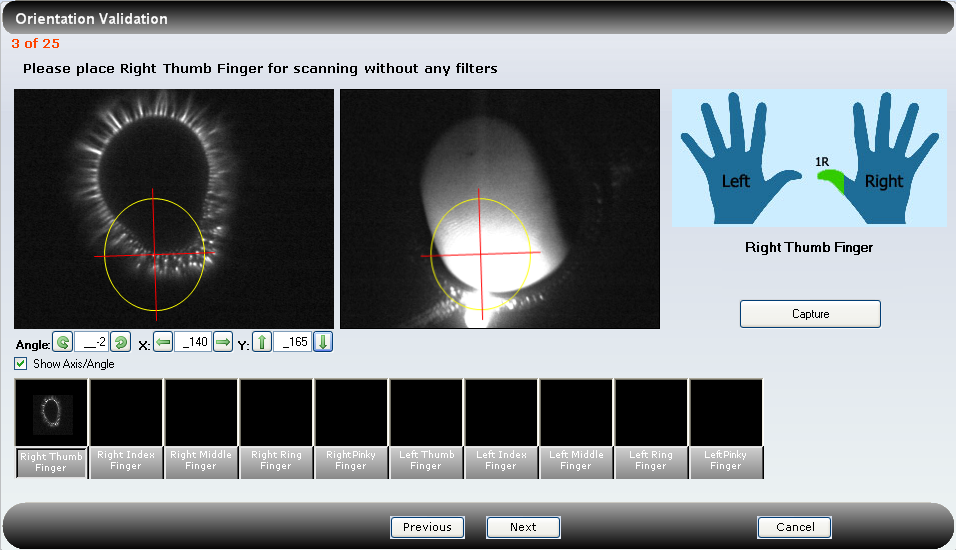 Orientation Validation
3 of 25
Please place Right Thumb Finger for scanning without any filters
1R
Left
Right
Right Thumb Finger
Capture
Angle: __-2 X: _140 Y: _165
Show Axis/Angle
Right Thumb Finger
Right Index Finger
Right Middle Finger
Right Ring Finger
RightPinky Finger
Left Thumb Finger
Left Index Finger
Left Middle Finger
Left Ring Finger
LeftPinky Finger
Previous
Next
Cancel